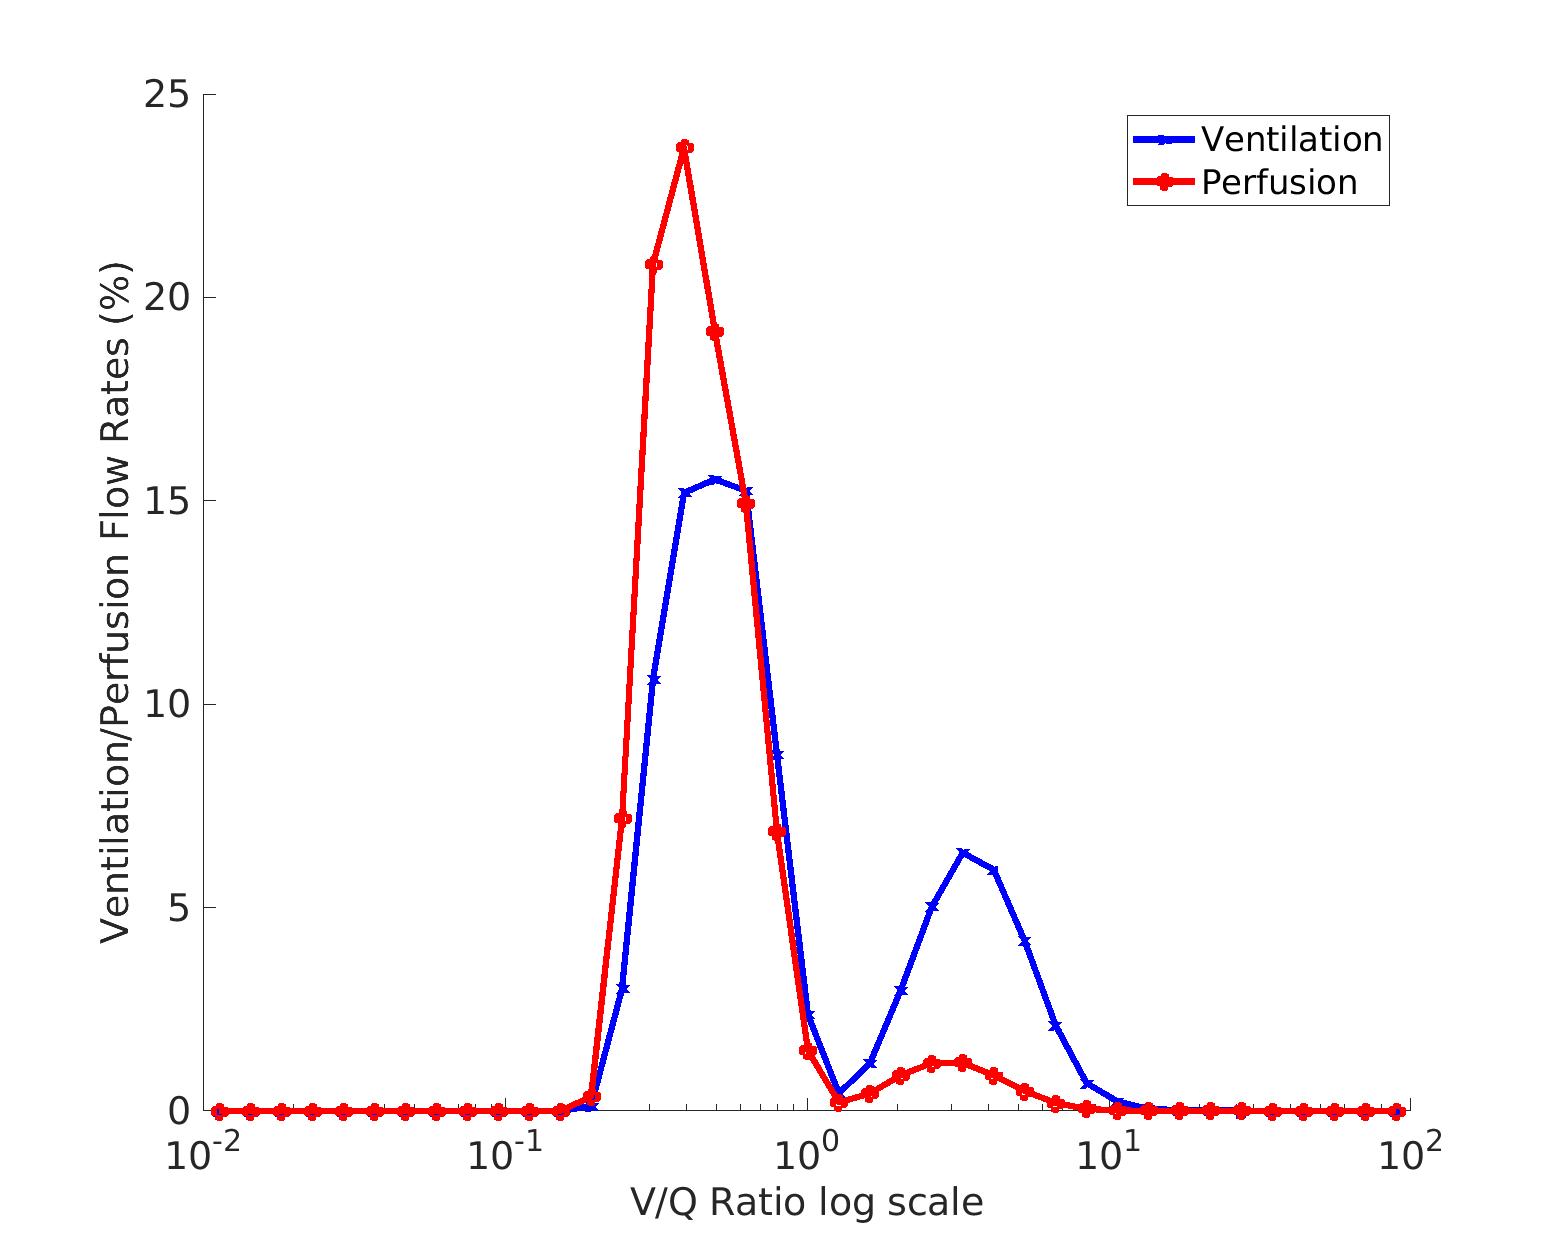 25
20
15
10
5
0
Ventilation/Perfusion Flow Rates (%)
Ventilation
Perfusion
10-2
10-1
100
101
102
V/Q Ratio log scale